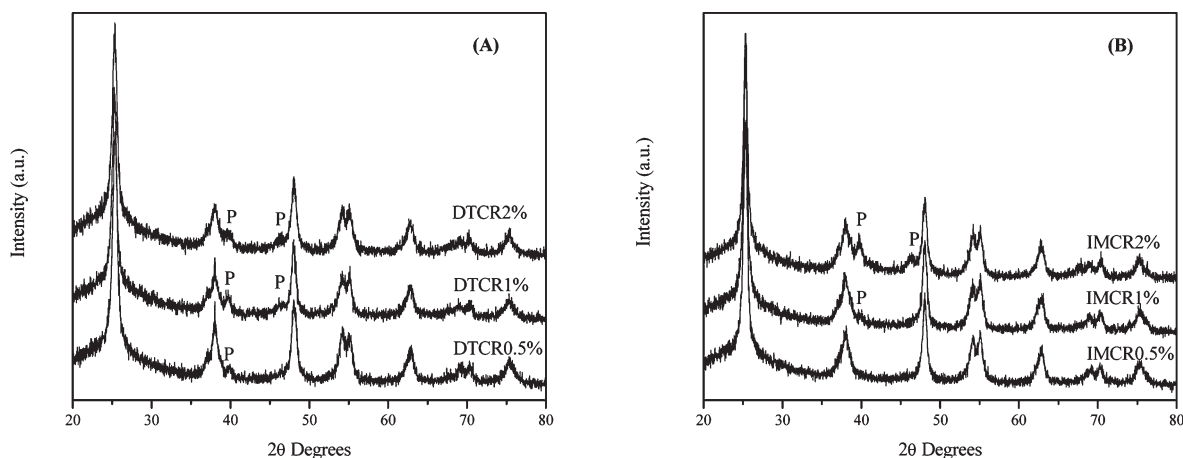 (A)
Intensity (a.u.)
P
P
DTCR2%
P
P
DTCR1%
P
DTCR0.5%
20 30 40 50 60 70 80
2θ Degrees
(B)
Intensity (a.u.)
P
P
IMCR2%
P
IMCR1%
IMCR0.5%
20 30 40 50 60 70 80
2θ Degrees